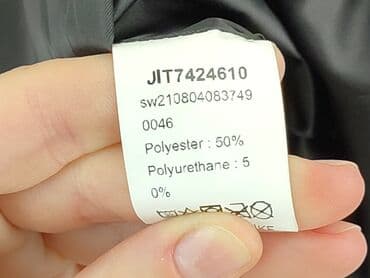 JIT7424610
sw210804083749
0046
Polyester : 50%
Polyurethane : 5
0%